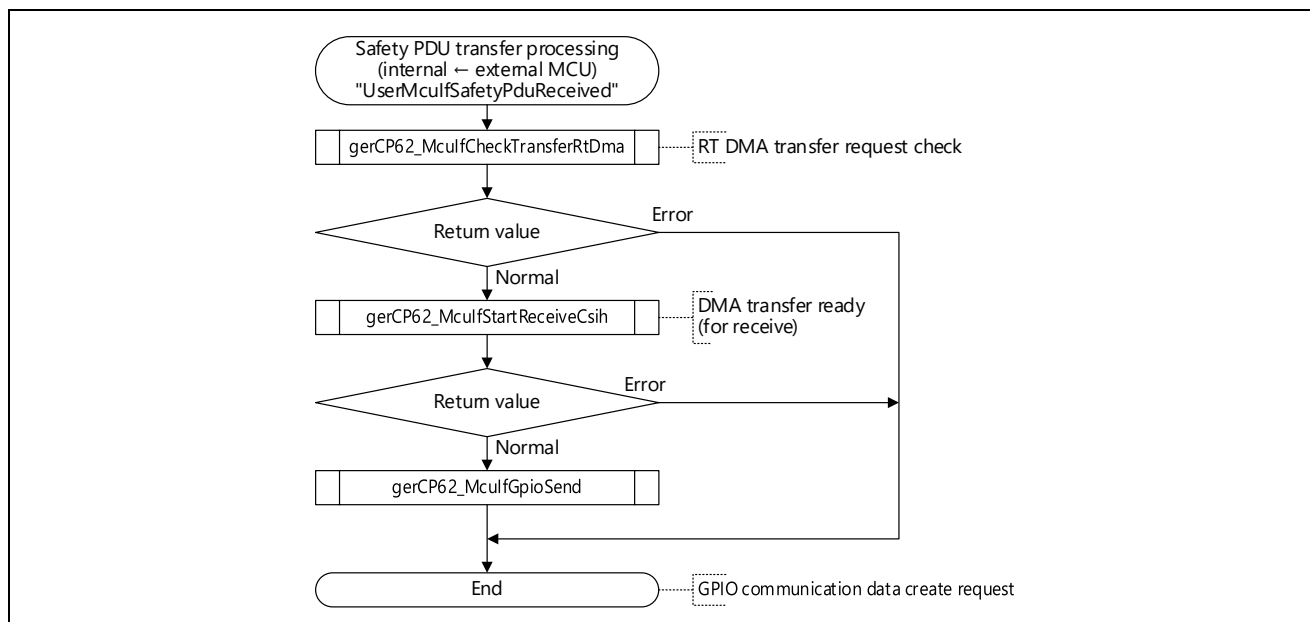 Safety PDU transfer processing
(internal ← external MCU)
"UserMcuIfSafetyPduReceived"
gerCP62_McuIfCheckTransferRtDma
RT DMA transfer request check
Error
Return value
Normal
gerCP62_McuIfStartReceiveCsih
DMA transfer ready
(for receive)
Error
Return value
Normal
gerCP62_McuIfGpioSend
End
GPIO communication data create request